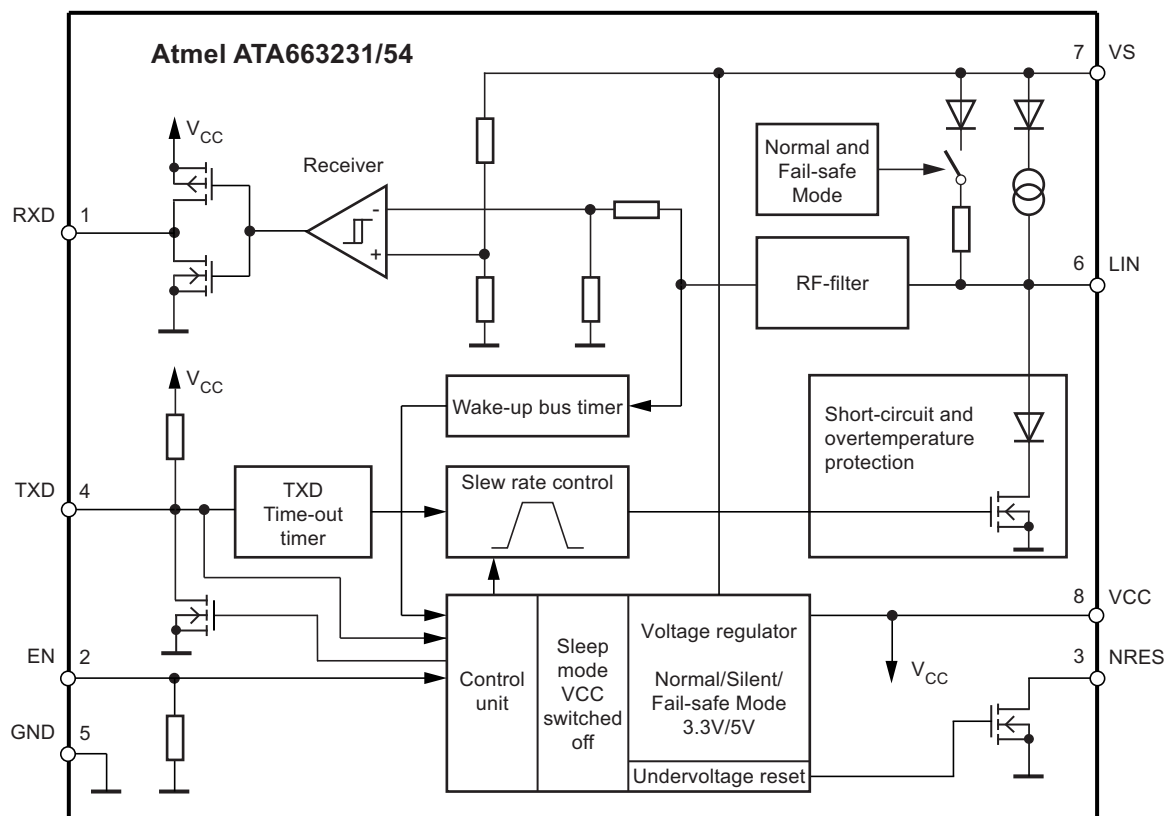 Atmel ATA663231/54
7 VS
VCC
Receiver
Normal and
Fail-safe
Mode
RXD 1
-
+
6 LIN
RF-filter
VCC
Wake-up bus timer
Short-circuit and
overtemperature
protection
TXD 4
TXD
Time-out
timer
Slew rate control
8 VCC
Voltage regulator
Sleep
mode
VCC
switched
off
EN 2
3 NRES
Control
unit
Normal/Silent/
Fail-safe Mode
3.3V/5V
VCC
GND 5
Undervoltage reset